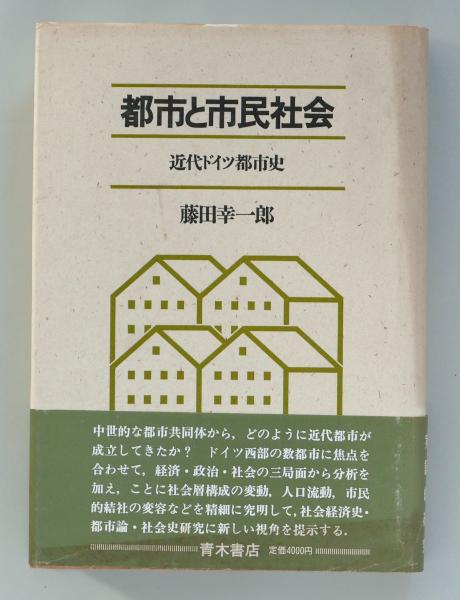 都市と市民社会
近代ドイツ都市史
藤田幸一郎
中世的な都市共同体から，どのように近代都市が
成立してきたか？　ドイツ西部の数都市に焦点を
合わせて，経済・政治・社会の三局面から分析を
加え，ことに社会層構成の変動，人口流動，市民
的結社の変容などを精細に究明して，社会経済史・
都市論・社会史研究に新しい視角を提示する．
青木書店 定価4000円